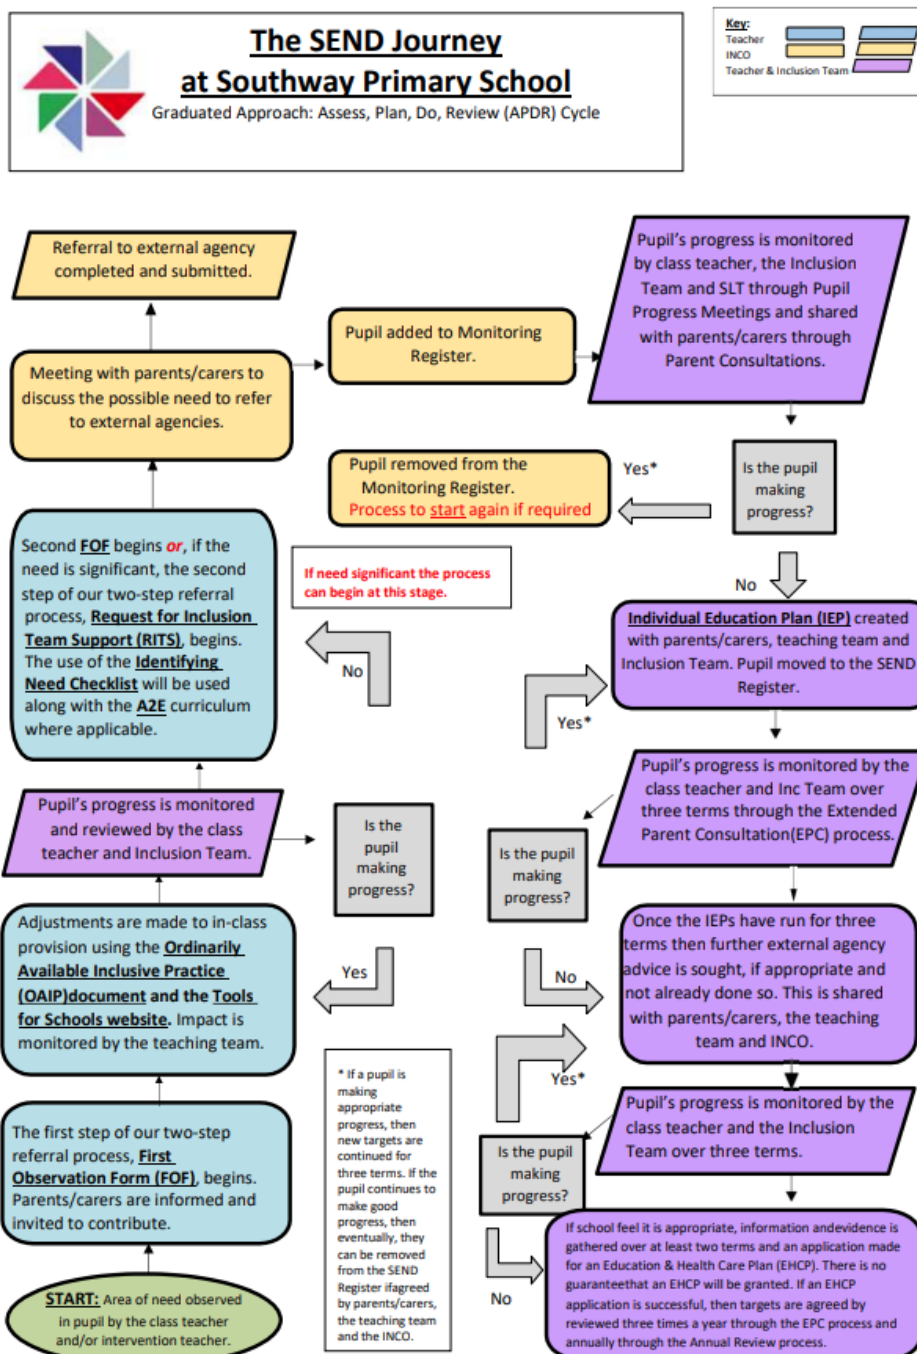 The SEND Journey
at Southway Primary School
Graduated Approach: Assess, Plan, Do, Review (APDR) Cycle
Key:
Teacher
INCO
Teacher & Inclusion Team
Referral to external agency
completed and submitted.
Meeting with parents/carers to
discuss the possible need to refer
to external agencies.
Pupil added to Monitoring
Register.
Pupil's progress is monitored
by class teacher, the Inclusion
Team and SLT through Pupil
Progress Meetings and shared
with parents/carers through
Parent Consultations.
Is the pupil
making
progress?
Yes*
Pupil removed from the
Monitoring Register.
Process to start again if required
No
Second FOF begins or, if the
need is significant, the second
step of our two-step referral
process, Request for Inclusion
Team Support (RITS), begins.
The use of the Identifying
Need Checklist will be used
along with the A2E curriculum
where applicable.
If need significant the process
can begin at this stage.
No
Individual Education Plan (IEP) created
with parents/carers, teaching team and
Inclusion Team. Pupil moved to the SEND
Register.
Yes*
Pupil's progress is monitored
and reviewed by the class
teacher and Inclusion Team.
Is the
pupil
making
progress?
Pupil's progress is monitored by the
class teacher and Inc Team over
three terms through the Extended
Parent Consultation(EPC) process.
Is the pupil
making
progress?
Adjustments are made to in-class
provision using the Ordinarily
Available Inclusive Practice
(OAIP)document and the Tools
for Schools website. Impact is
monitored by the teaching team.
Yes
No
Once the IEPs have run for three
terms then further external agency
advice is sought, if appropriate and
not already done so. This is shared
with parents/carers, the teaching
team and INCO.
Yes*
The first step of our two-step
referral process, First
Observation Form (FOF), begins.
Parents/carers are informed and
invited to contribute.
* If a pupil is
making
appropriate
progress, then
new targets are
continued for
three terms. If the
pupil continues to
make good
progress, then
eventually, they
can be removed
from the SEND
Register ifagreed
by parents/carers,
the teaching team
and the INCO.
Pupil's progress is monitored by the
class teacher and the Inclusion
Team over three terms.
Is the pupil
making
progress?
No
If school feel it is appropriate, information andevidence is
gathered over at least two terms and an application made
for an Education & Health Care Plan (EHCP). There is no
guaranteethat an EHCP will be granted. If an EHCP
application is successful, then targets are agreed by
reviewed three times a year through the EPC process and
annually through the Annual Review process.
START: Area of need observed
in pupil by the class teacher
and/or intervention teacher.